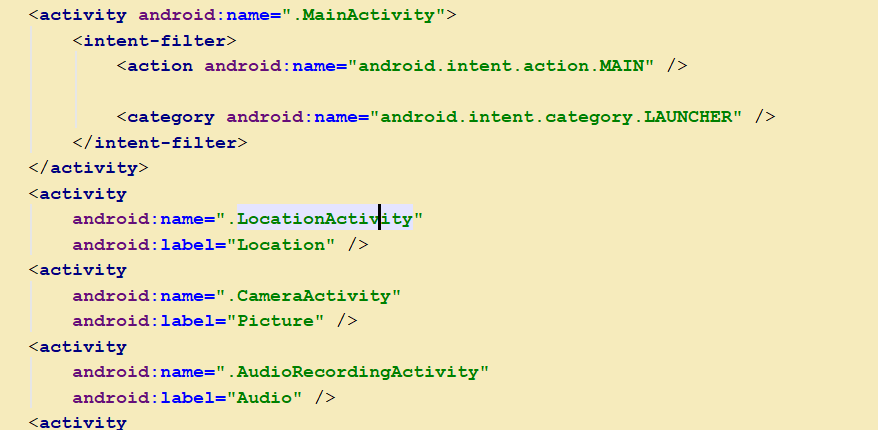 <activity android:name=".MainActivity">
<intent-filter>
<action android:name="android.intent.action.MAIN" />
<category android:name="android.intent.category.LAUNCHER" />
</intent-filter>
</activity>
<activity
android:name=".LocationActivity"
android:label="Location" />
<activity
android:name=".CameraActivity"
android:label="Picture" />
<activity
android:name=".AudioRecordingActivity"
android:label="Audio" />
<activity